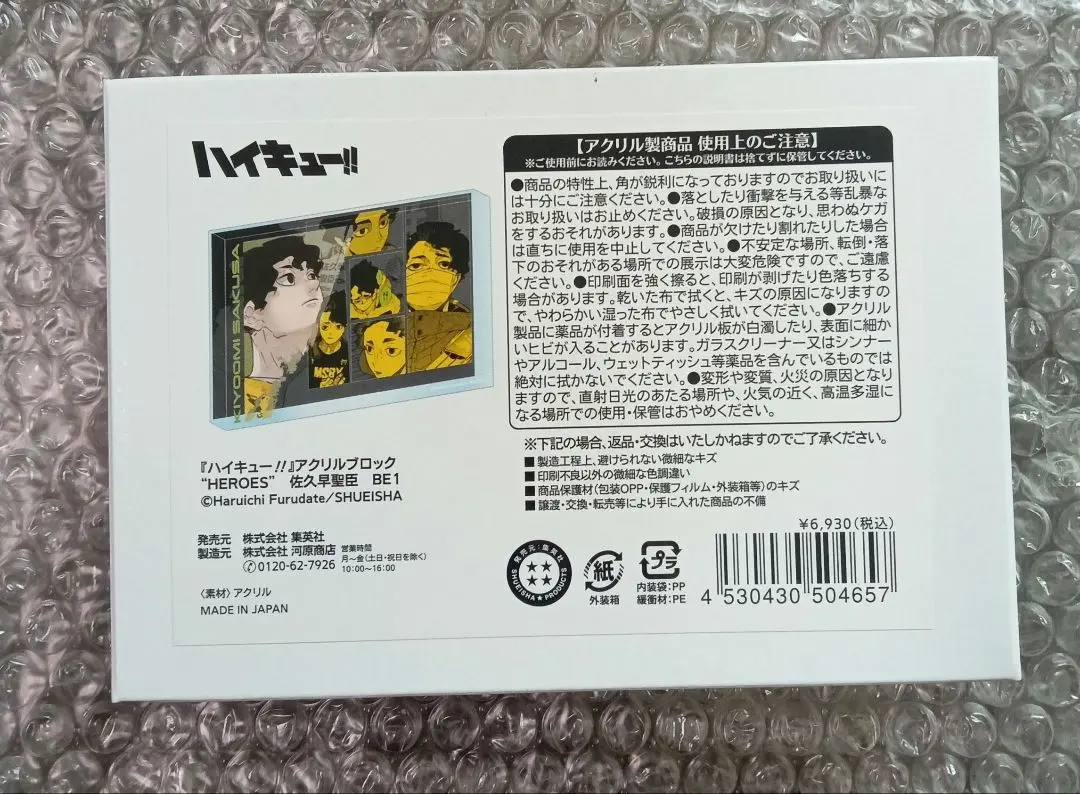 ハイキュー!!
KIYOOMI SAKUSA
MSBY
『ハイキュー!!』アクリルブロック
“HEROES” 佐久早聖臣 BE1
©Haruichi Furudate/SHUEISHA
発売元 株式会社 集英社
製造元 株式会社 河原商店
✆0120-62-7926
営業時間
月～金(土日・祝日を除く)
10:00～16:00
〈素材〉アクリル
MADE IN JAPAN
【アクリル製商品 使用上のご注意】
※ご使用前にお読みください。こちらの説明書は捨てずに保管してください。
●商品の特性上、角が鋭利になっておりますのでお取り扱いに
は十分にご注意ください。●落としたり衝撃を与える等乱暴な
お取り扱いはお止めください。破損の原因となり、思わぬケガ
をするおそれがあります。●商品が欠けたり割れたりした場合
は直ちに使用を中止してください。●不安定な場所、転倒・落
下のおそれがある場所での展示は大変危険ですので、ご遠慮
ください。●印刷面を強く擦ると、印刷が剥げたり色落ちする
場合があります。乾いた布で拭くと、キズの原因になりますの
で、やわらかい湿った布でやさしく拭いてください。●アクリル
製品に薬品が付着するとアクリル板が白濁したり、表面に細か
いヒビが入ることがあります。ガラスクリーナー又はシンナー
やアルコール、ウェットティッシュ等薬品を含んでいるものでは
絶対に拭かないでください。●変形や変質、火災の原因となり
ますので、直射日光のあたる場所や、火気の近く、高温多湿に
なる場所での使用・保管はおやめください。
※下記の場合、返品・交換はいたしかねますのでご了承ください。
■製造工程上、避けられない微細なキズ
■印刷不良以外の微細な色調違い
■商品保護材(包装OPP・保護フィルム・外装箱等)のキズ
■譲渡・交換・転売等により手に入れた商品の不備
¥6,930(税込)
発売元:集英社
SHUEISHA★PRODUCTS
紙
外装箱
プラ
内装袋:PP
緩衝材:PE
4 530430 504657